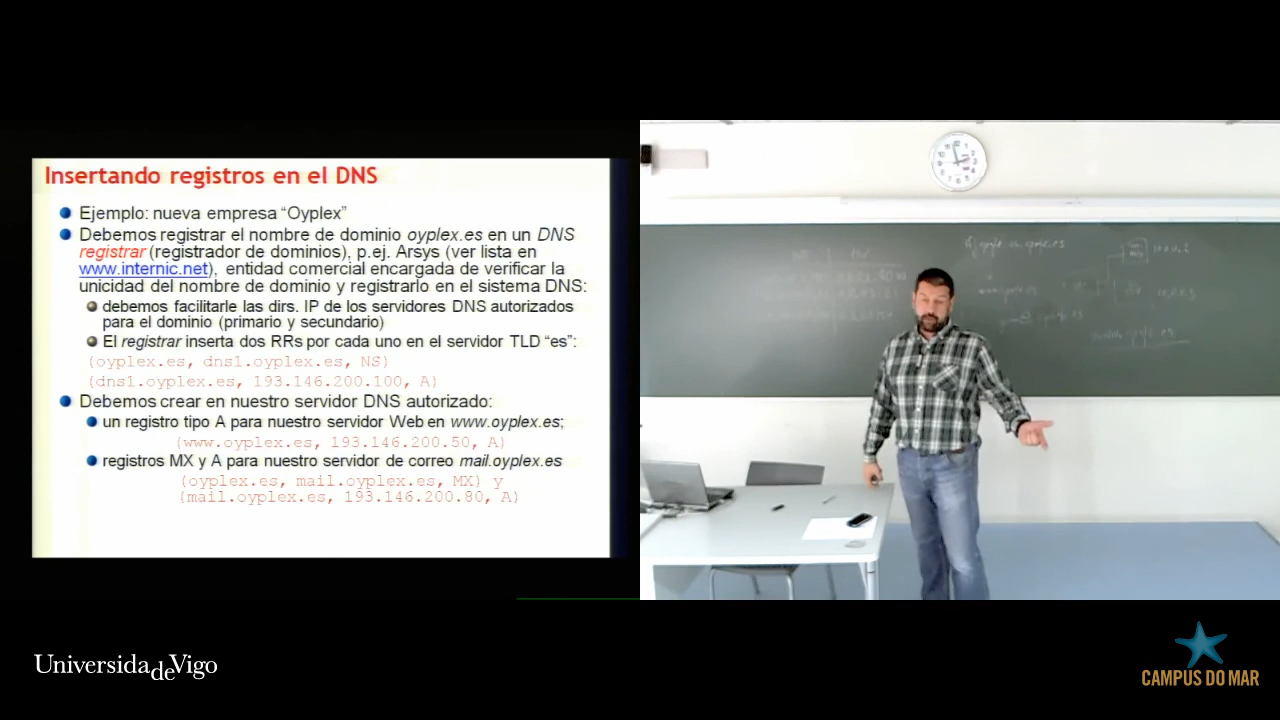 Insertando registros en el DNS
Ejemplo: nueva empresa “Oyplex”
Debemos registrar el nombre de dominio oyplex.es en un DNS
registrar (registrador de dominios), p.ej. Arsys (ver lista en
www.internic.net), entidad comercial encargada de verificar la
unicidad del nombre de dominio y registrarlo en el sistema DNS:
debemos facilitarle las dirs. IP de los servidores DNS autorizados
para el dominio (primario y secundario)
El registrar inserta dos RRs por cada uno en el servidor TLD “es”:
(oyplex.es, dns1.oyplex.es, NS)
(dns1.oyplex.es, 193.146.200.100, A)
Debemos crear en nuestro servidor DNS autorizado:
un registro tipo A para nuestro servidor Web en www.oyplex.es;
(www.oyplex.es, 193.146.200.50, A)
registros MX y A para nuestro servidor de correo mail.oyplex.es
(oyplex.es, mail.oyplex.es, MX) y
(mail.oyplex.es, 193.146.200.80, A)
UniversidadeVigo
CAMPUS DO MAR